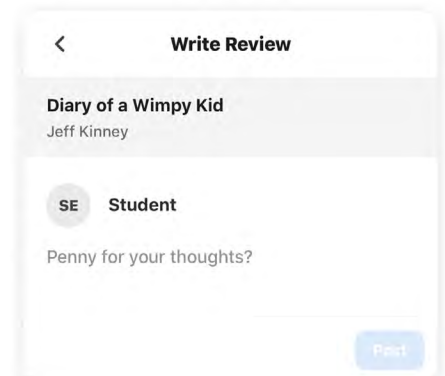 Write Review
Diary of a Wimpy Kid
Jeff Kinney
SE Student
Penny for your thoughts?
Post